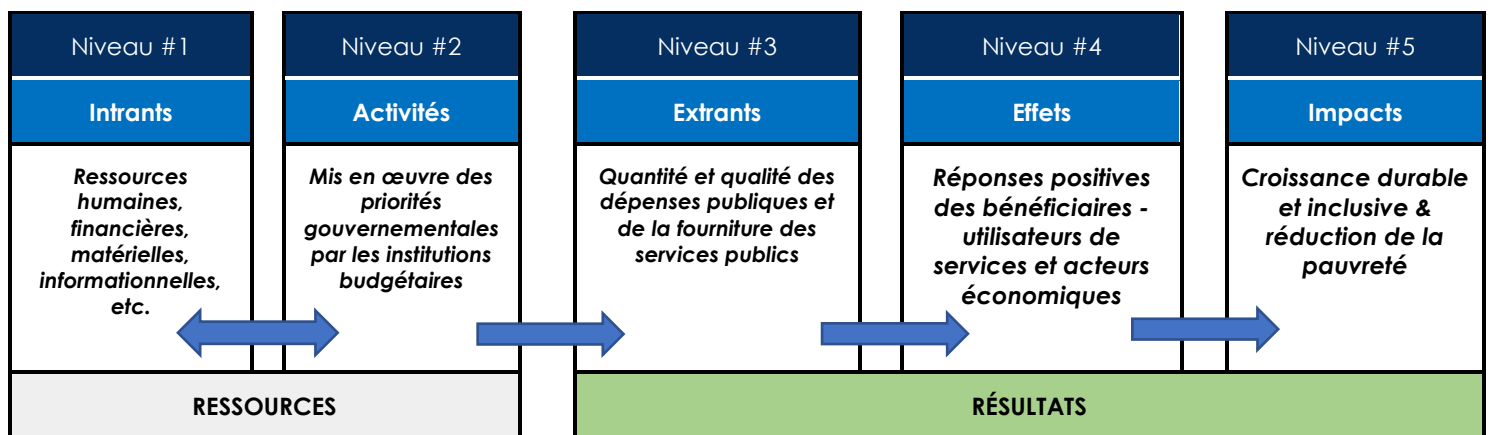 Niveau #1
Intrants
Ressources
humaines,
financières,
matérielles,
informationnelles,
etc.
Niveau #2
Activités
Mis en œuvre des
priorités
gouvernementales
par les institutions
budgétaires
RESSOURCES
Niveau #3
Extrants
Quantité et qualité des
dépenses publiques et
de la fourniture des
services publics
Niveau #4
Effets
Réponses positives
des bénéficiaires -
utilisateurs de
services et acteurs
économiques
Niveau #5
Impacts
Croissance durable
et inclusive &
réduction de la
pauvreté
RÉSULTATS